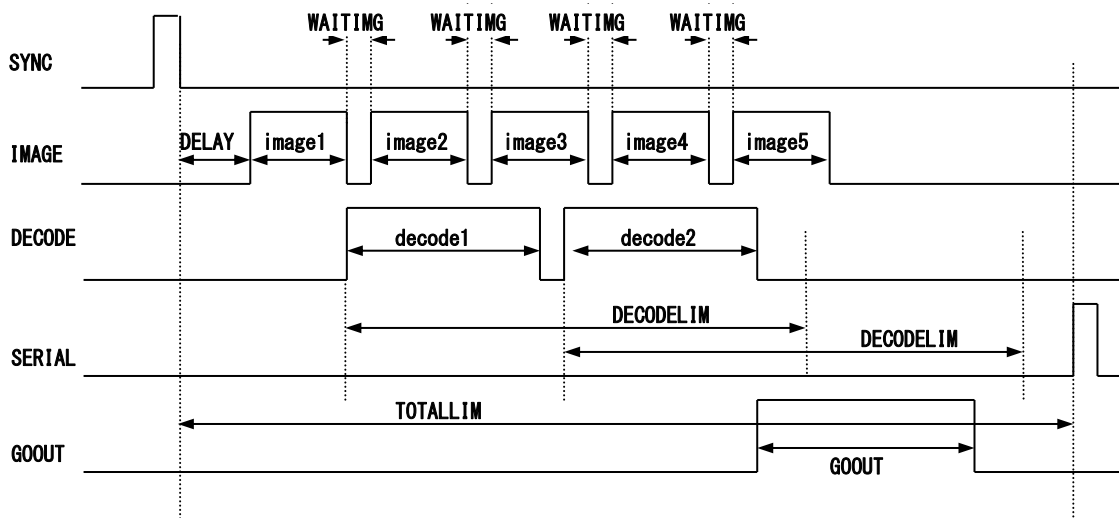 WAITIMG WAITIMG WAITIMG WAITIMG
SYNC
DELAY image1 image2 image3 image4 image5
IMAGE
DECODE decode1 decode2
DECODELIM
DECODELIM
SERIAL
TOTALLIM
GOOUT
GOOUT